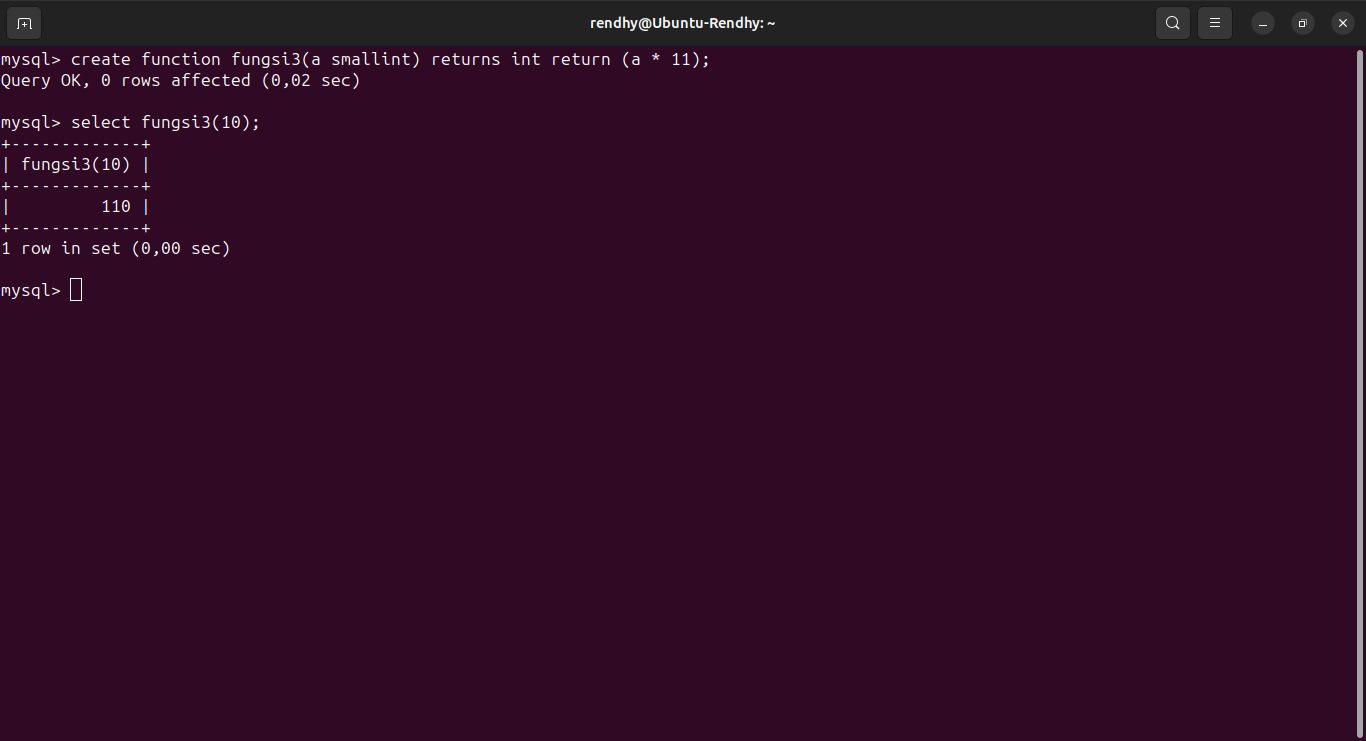 rendhy@Ubuntu-Rendhy: ~
mysql> create function fungsi3(a smallint) returns int return (a * 11);
Query OK, 0 rows affected (0,02 sec)
mysql> select fungsi3(10);
+-------------+
| fungsi3(10) |
+-------------+
|         110 |
+-------------+
1 row in set (0,00 sec)
mysql>